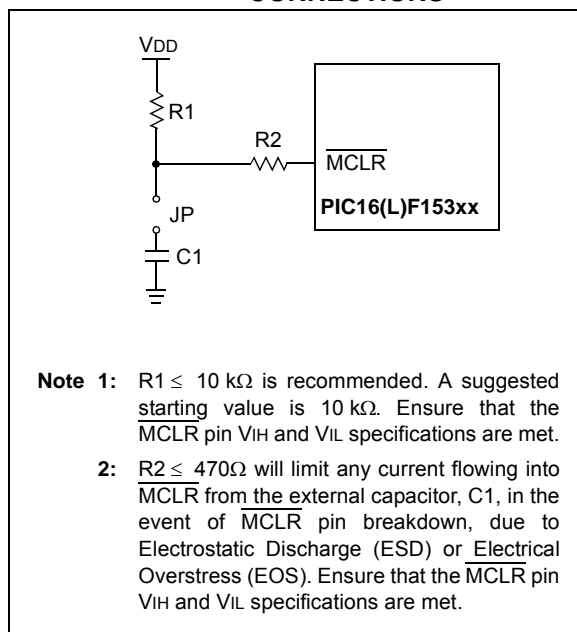 VDD
R1
R2
MCLR
JP
PIC16(L)F153xx
C1
Note 1: R1 ≤ 10 kΩ is recommended. A suggested
starting value is 10 kΩ. Ensure that the
MCLR pin VIH and VIL specifications are met.
2: R2 ≤ 470Ω will limit any current flowing into
MCLR from the external capacitor, C1, in the
event of MCLR pin breakdown, due to
Electrostatic Discharge (ESD) or Electrical
Overstress (EOS). Ensure that the MCLR pin
VIH and VIL specifications are met.